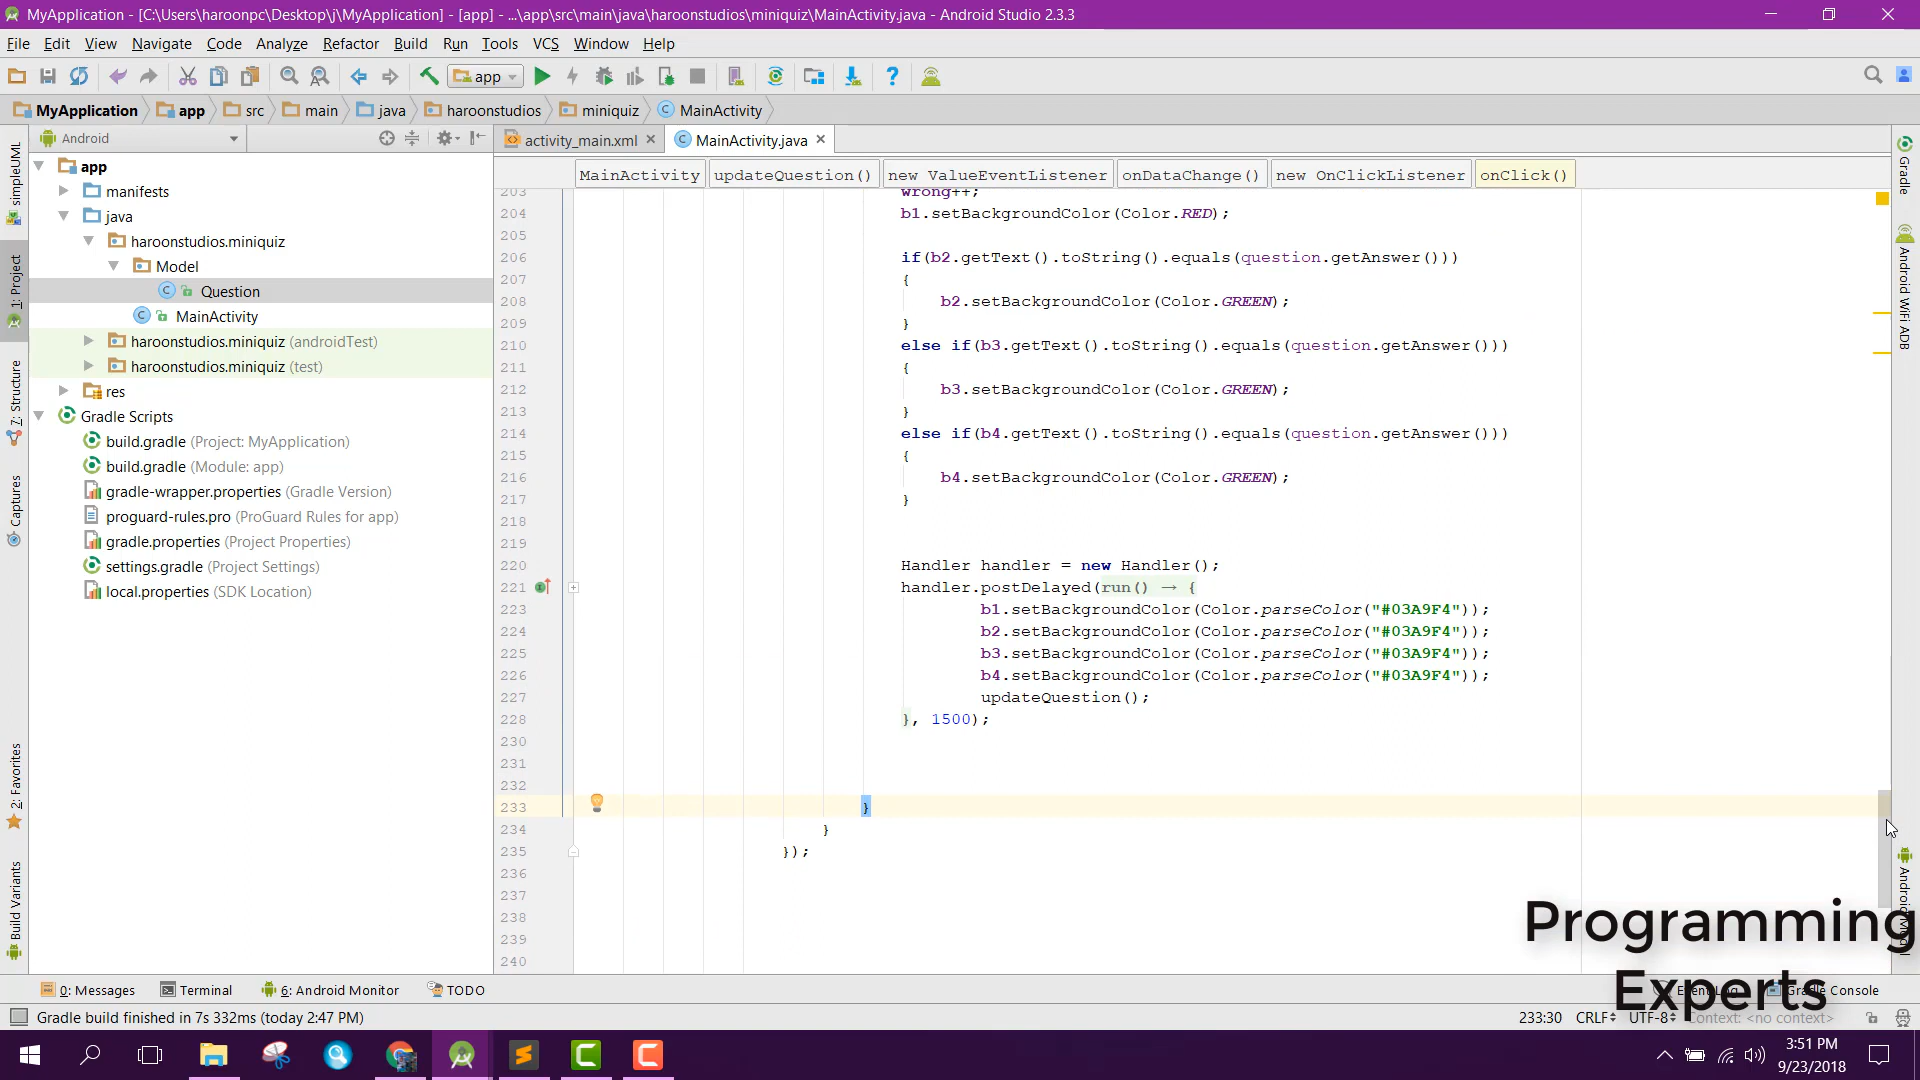 MyApplication - [C:\Users\haroonpc\Desktop\j\MyApplication] - [app] - ...\app\src\main\java\haroonstudios\miniquiz\MainActivity.java - Android Studio 2.3.3
File Edit View Navigate Code Analyze Refactor Build Run Tools VCS Window Help
app
MyApplication app src main java haroonstudios miniquiz MainActivity
Android
activity_main.xml
MainActivity.java
MainActivity updateQuestion() new ValueEventListener onDataChange() new OnClickListener onClick()
simpleUML
1: Project
7: Structure
Captures
2: Favorites
Build Variants
app
manifests
java
haroonstudios.miniquiz
Model
Question
MainActivity
haroonstudios.miniquiz (androidTest)
haroonstudios.miniquiz (test)
res
Gradle Scripts
build.gradle (Project: MyApplication)
build.gradle (Module: app)
gradle-wrapper.properties (Gradle Version)
proguard-rules.pro (ProGuard Rules for app)
gradle.properties (Project Properties)
settings.gradle (Project Settings)
local.properties (SDK Location)
203 wrong++;
204 b1.setBackgroundColor(Color.RED);
205
206 if(b2.getText().toString().equals(question.getAnswer()))
207 {
208 b2.setBackgroundColor(Color.GREEN);
209 }
210 else if(b3.getText().toString().equals(question.getAnswer()))
211 {
212 b3.setBackgroundColor(Color.GREEN);
213 }
214 else if(b4.getText().toString().equals(question.getAnswer()))
215 {
216 b4.setBackgroundColor(Color.GREEN);
217 }
218
219
220 Handler handler = new Handler();
221 handler.postDelayed(run() → {
223 b1.setBackgroundColor(Color.parseColor("#03A9F4"));
224 b2.setBackgroundColor(Color.parseColor("#03A9F4"));
225 b3.setBackgroundColor(Color.parseColor("#03A9F4"));
226 b4.setBackgroundColor(Color.parseColor("#03A9F4"));
227 updateQuestion();
228 }, 1500);
230
231
232
233 }
234 }
235 });
236
237
238
239
240
Gradle
Android WiFi ADB
Programming
Experts
0: Messages Terminal 6: Android Monitor TODO
Gradle Console
Gradle build finished in 7s 332ms (today 2:47 PM)
233:30 CRLF UTF-8 Context: <no context>
3:51 PM
9/23/2018